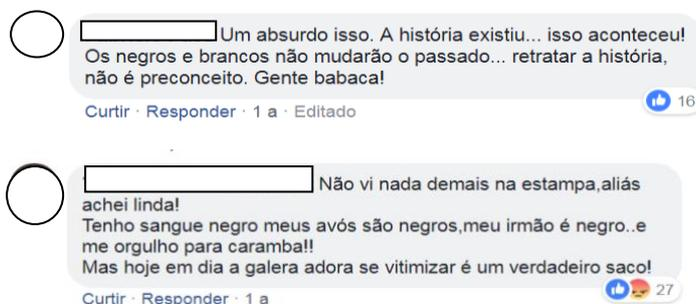 Um absurdo isso. A história existiu... isso aconteceu!
Os negros e brancos não mudarão o passado... retratar a história,
não é preconceito. Gente babaca!
Curtir · Responder · 1 a · Editado
16
Não vi nada demais na estampa,aliás
achei linda!
Tenho sangue negro meus avós são negros,meu irmão é negro..e
me orgulho para caramba!!
Mas hoje em dia a galera adora se vitimizar é um verdadeiro saco!
27
Curtir · Responder · 1 a